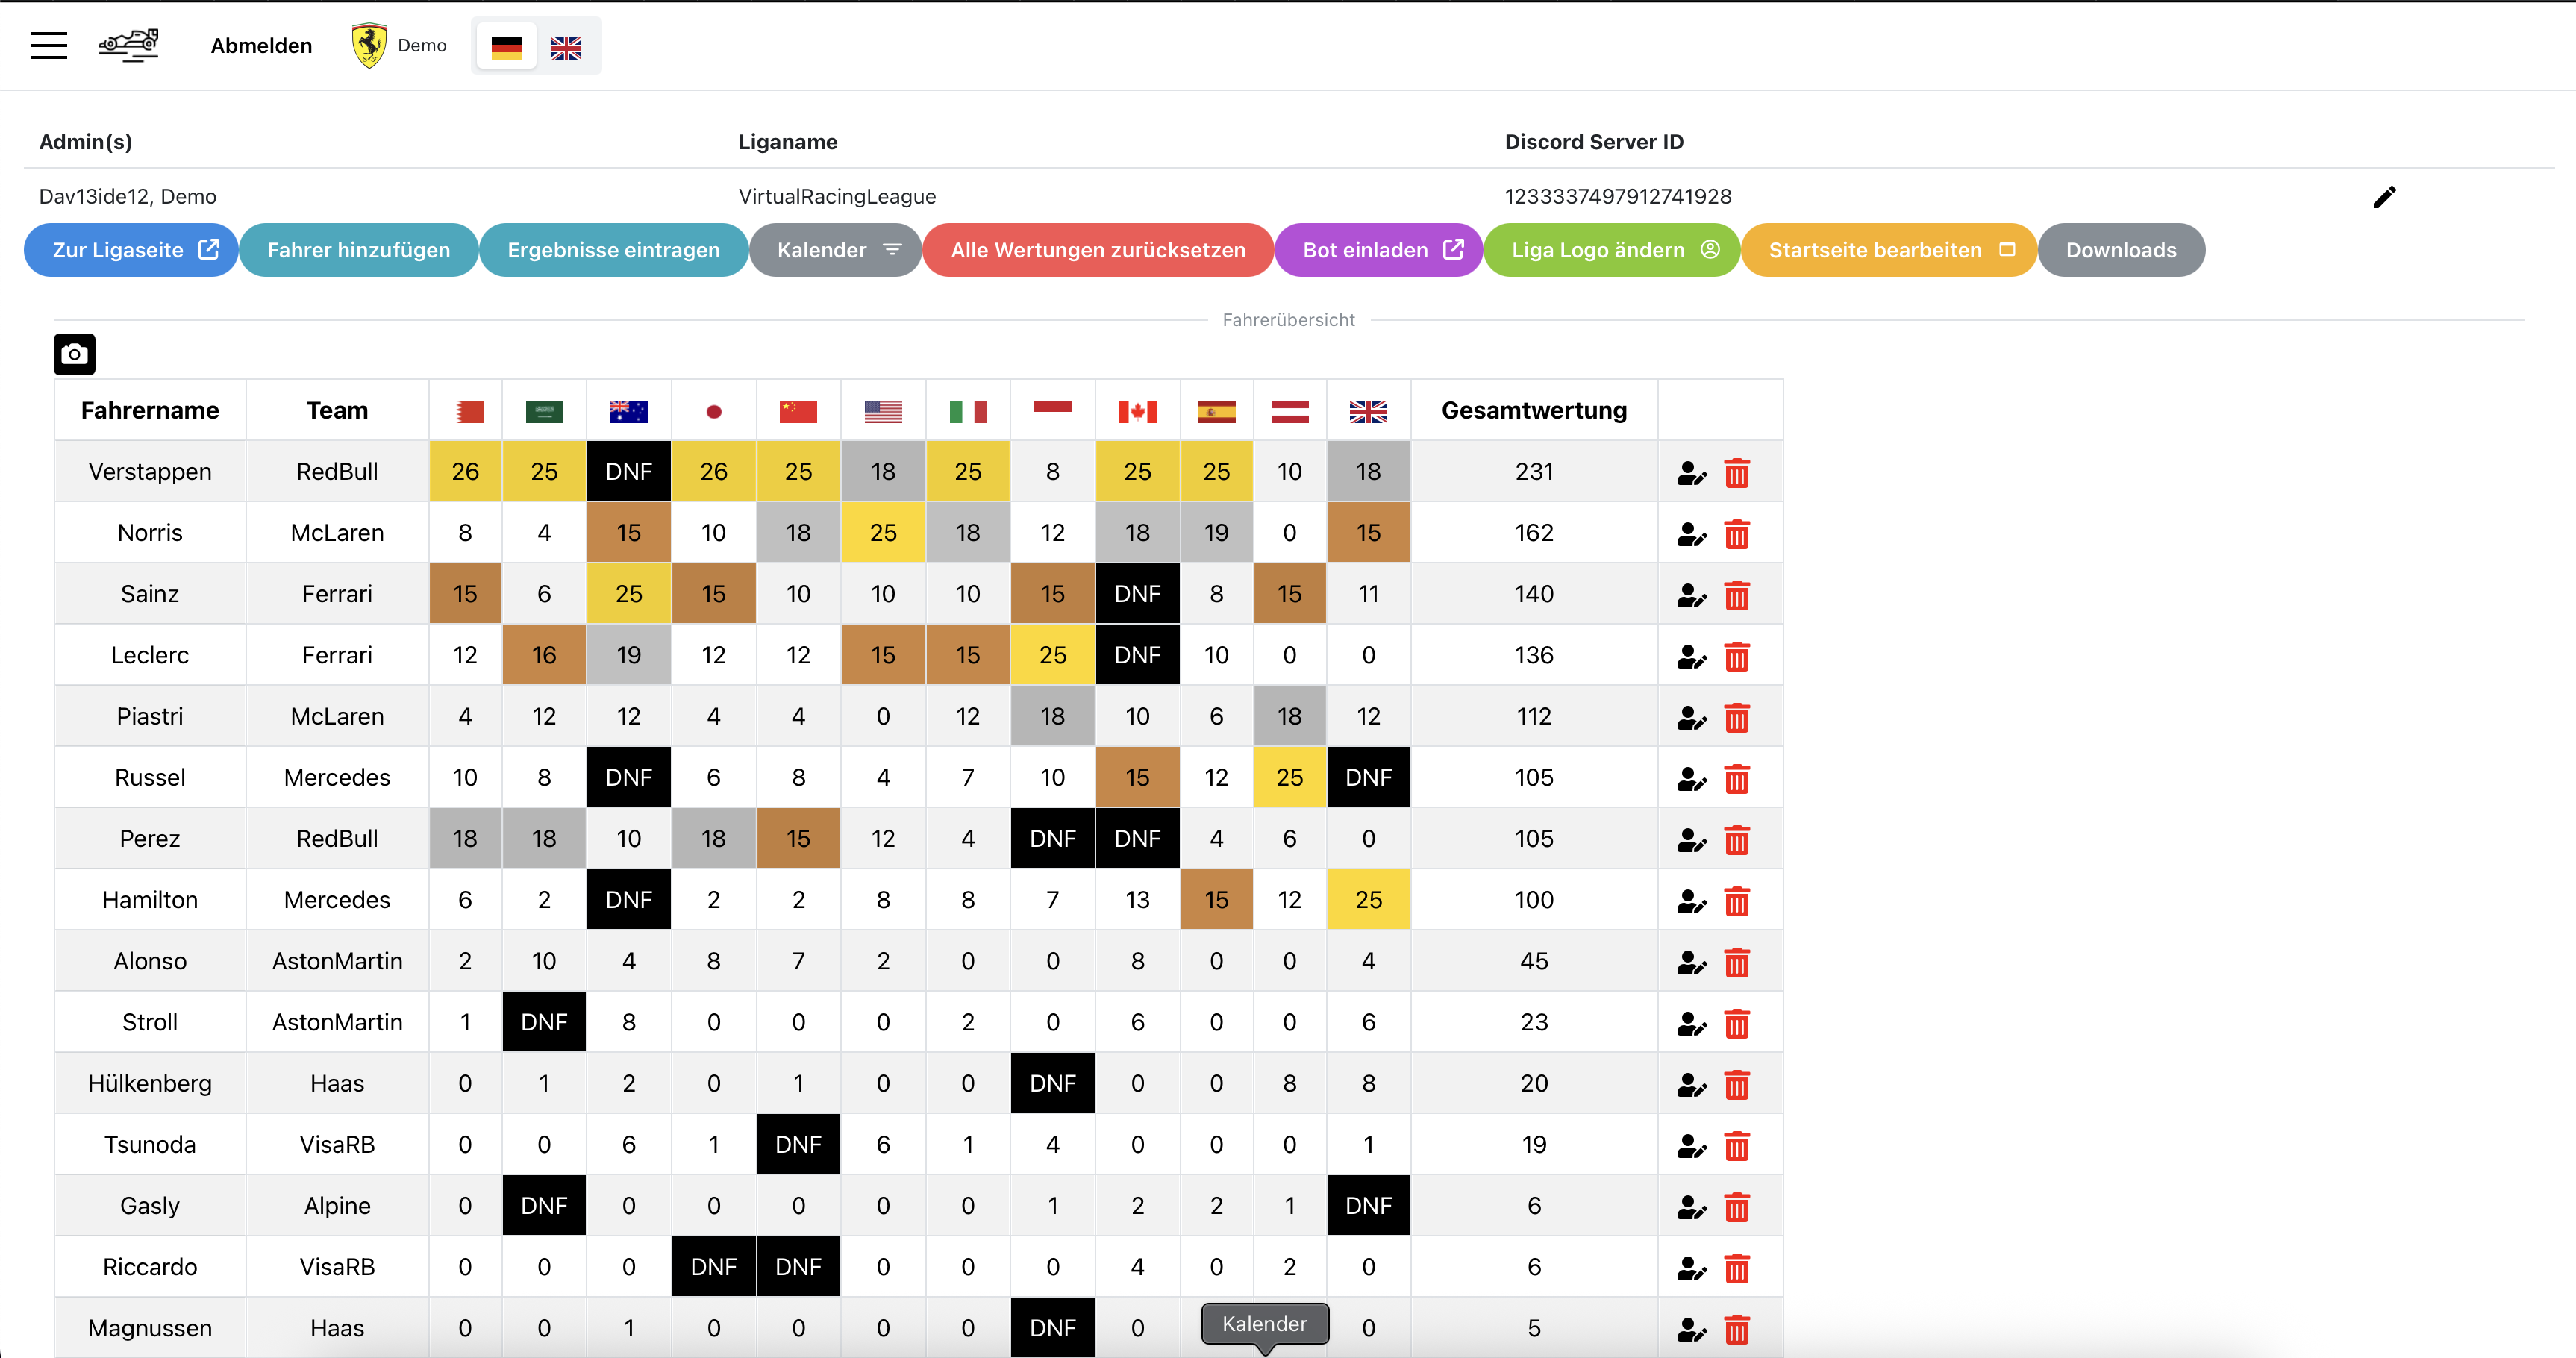 Abmelden Demo
Admin(s) Liganame Discord Server ID
Dav13ide12, Demo VirtualRacingLeague 1233337497912741928
Zur Ligaseite Fahrer hinzufügen Ergebnisse eintragen Kalender Alle Wertungen zurücksetzen Bot einladen Liga Logo ändern Startseite bearbeiten Downloads
Fahrerübersicht
Fahrername Team Gesamtwertung
Verstappen RedBull 26 25 DNF 26 25 18 25 8 25 25 10 18 231
Norris McLaren 8 4 15 10 18 25 18 12 18 19 0 15 162
Sainz Ferrari 15 6 25 15 10 10 10 15 DNF 8 15 11 140
Leclerc Ferrari 12 16 19 12 12 15 15 25 DNF 10 0 0 136
Piastri McLaren 4 12 12 4 4 0 12 18 10 6 18 12 112
Russel Mercedes 10 8 DNF 6 8 4 7 10 15 12 25 DNF 105
Perez RedBull 18 18 10 18 15 12 4 DNF DNF 4 6 0 105
Hamilton Mercedes 6 2 DNF 2 2 8 8 7 13 15 12 25 100
Alonso AstonMartin 2 10 4 8 7 2 0 0 8 0 0 4 45
Stroll AstonMartin 1 DNF 8 0 0 0 2 0 6 0 0 6 23
Hülkenberg Haas 0 1 2 0 1 0 0 DNF 0 0 8 8 20
Tsunoda VisaRB 0 0 6 1 DNF 6 1 4 0 0 0 1 19
Gasly Alpine 0 DNF 0 0 0 0 0 1 2 2 1 DNF 6
Riccardo VisaRB 0 0 0 DNF DNF 0 0 0 4 0 2 0 6
Magnussen Haas 0 0 1 0 0 0 0 DNF 0 0 5
Kalender